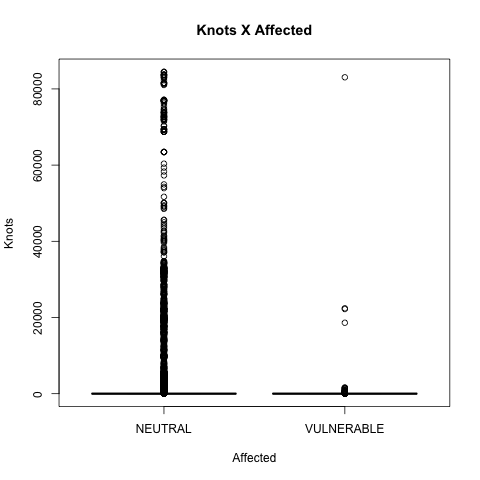 Knots X Affected
80000
60000
40000
20000
0
Knots
NEUTRAL VULNERABLE
Affected